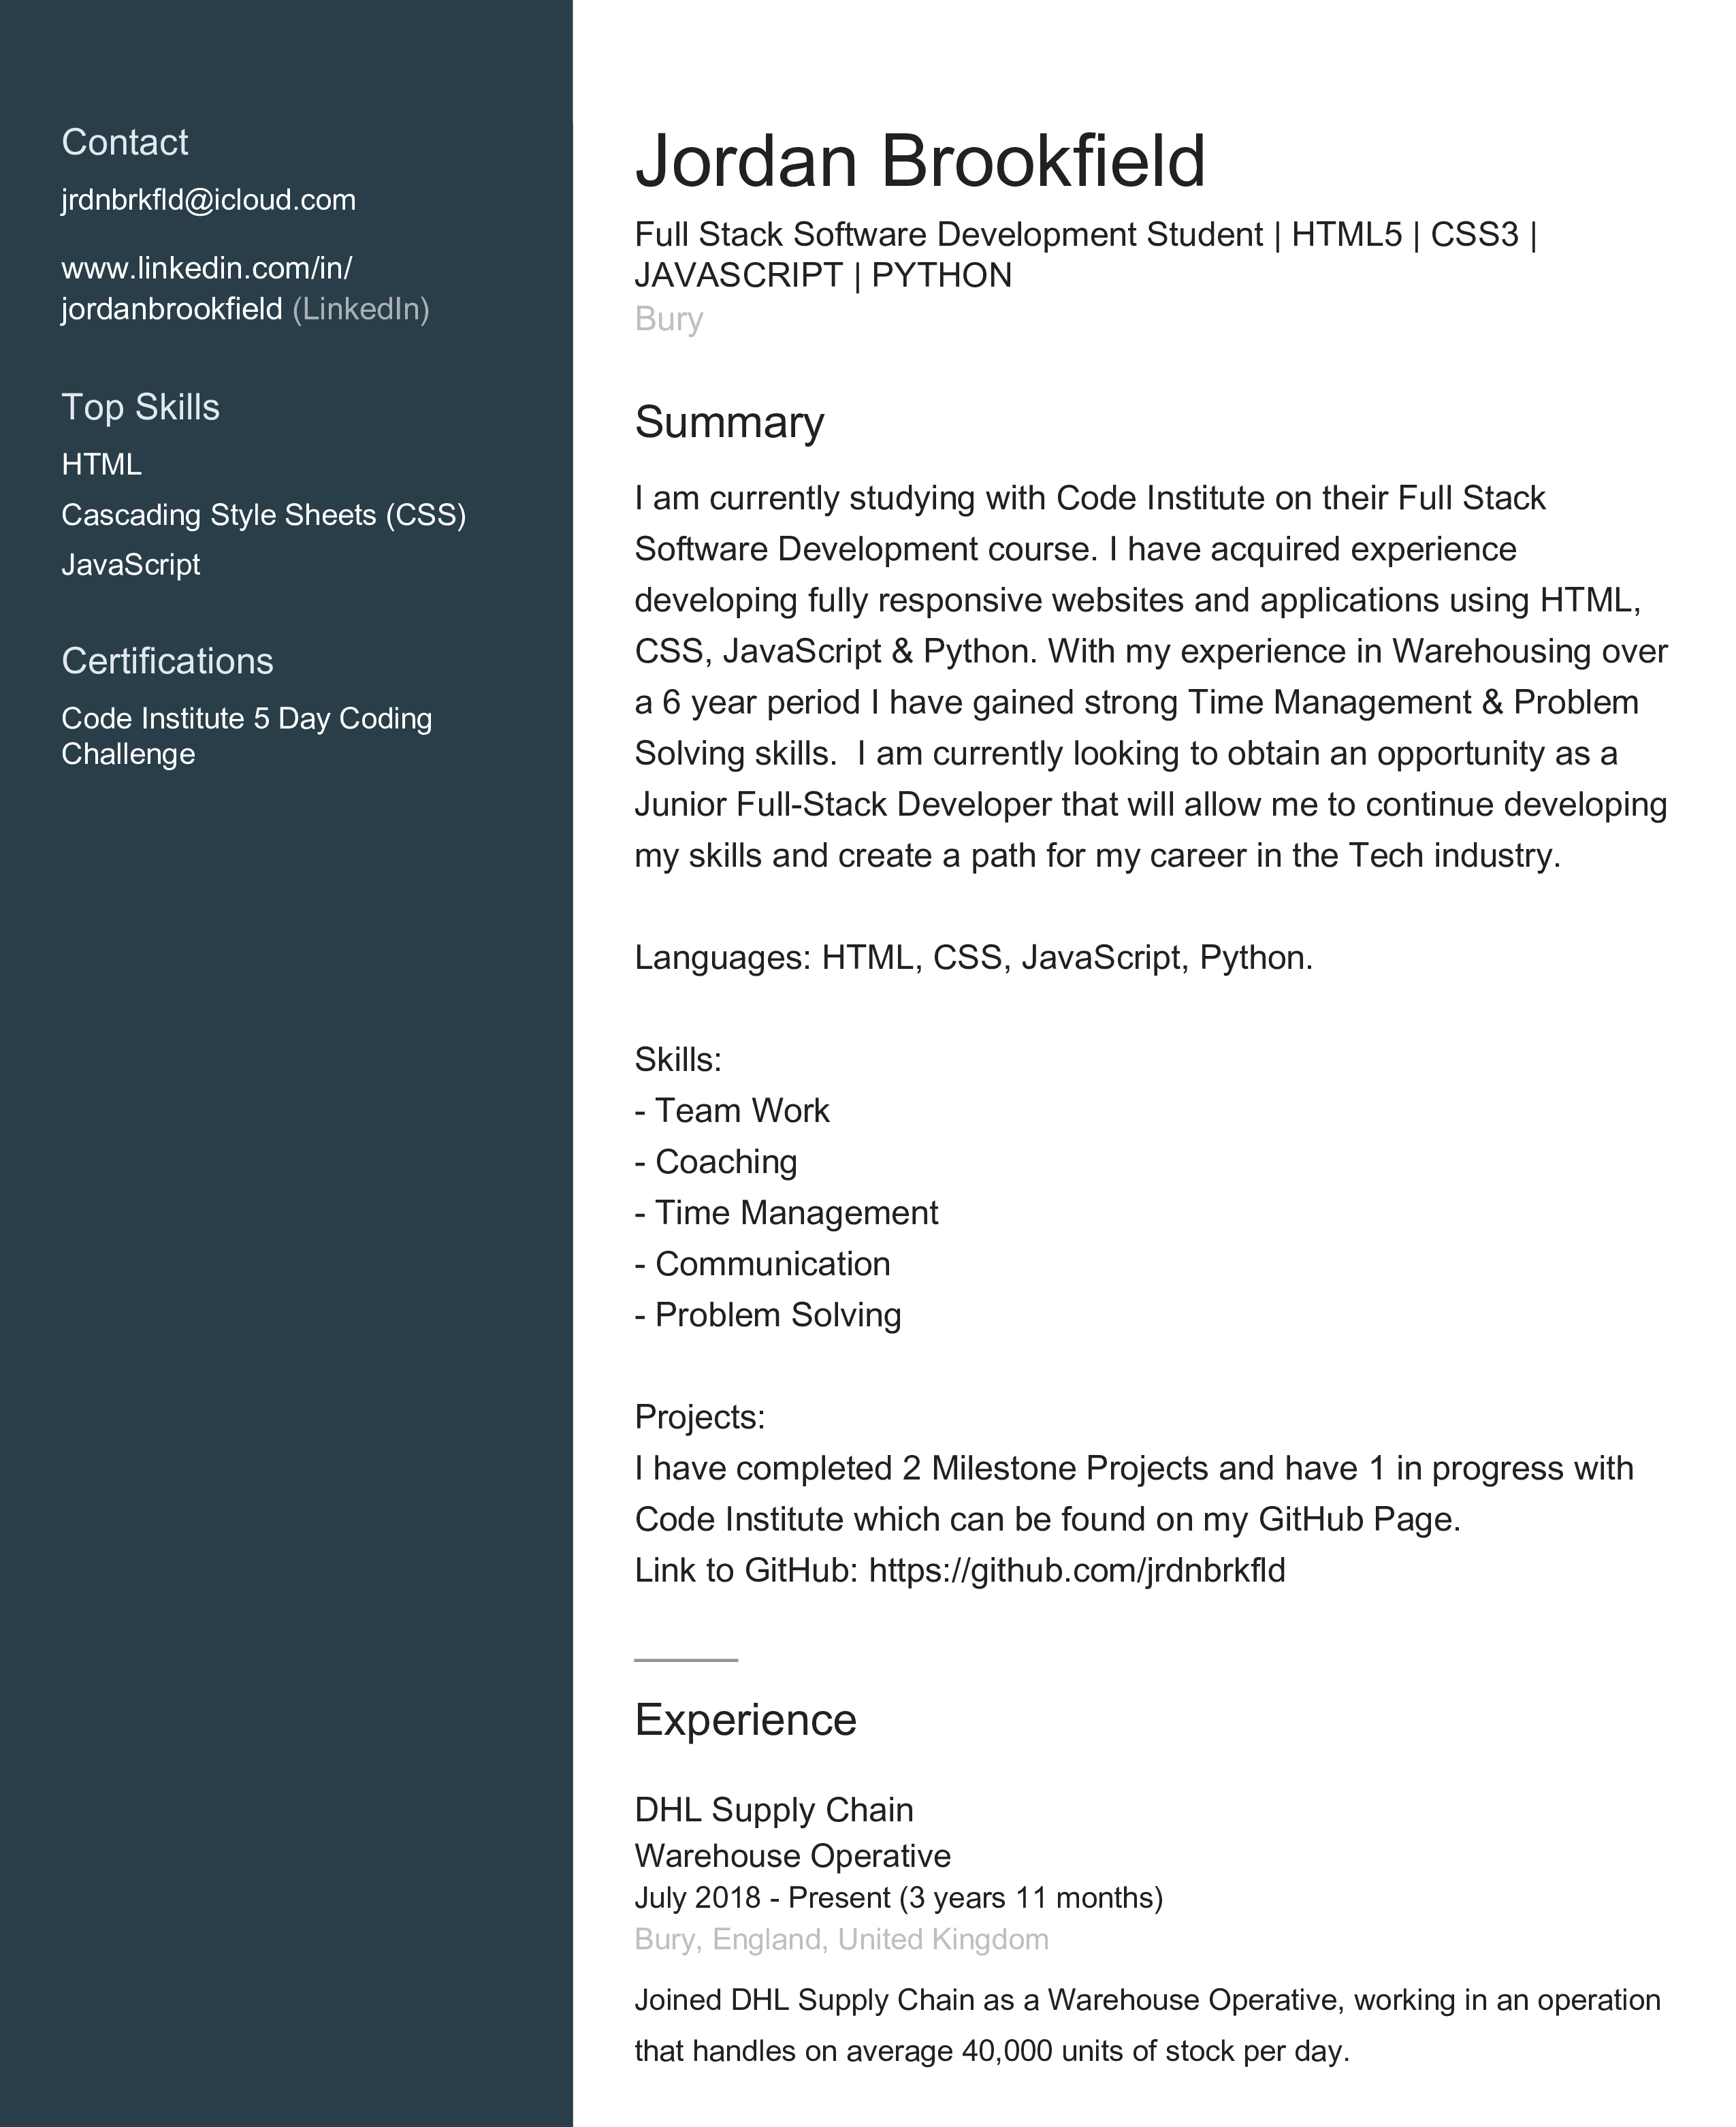 Contact
jrdnbrkfld@icloud.com
www.linkedin.com/in/
jordanbrookfield (LinkedIn)
Top Skills
HTML
Cascading Style Sheets (CSS)
JavaScript
Certifications
Code Institute 5 Day Coding
Challenge
Jordan Brookfield
Full Stack Software Development Student | HTML5 | CSS3 |
JAVASCRIPT | PYTHON
Bury
Summary
I am currently studying with Code Institute on their Full Stack
Software Development course. I have acquired experience
developing fully responsive websites and applications using HTML,
CSS, JavaScript & Python. With my experience in Warehousing over
a 6 year period I have gained strong Time Management & Problem
Solving skills.  I am currently looking to obtain an opportunity as a
Junior Full-Stack Developer that will allow me to continue developing
my skills and create a path for my career in the Tech industry.
Languages: HTML, CSS, JavaScript, Python.
Skills:
- Team Work
- Coaching
- Time Management
- Communication
- Problem Solving
Projects:
I have completed 2 Milestone Projects and have 1 in progress with
Code Institute which can be found on my GitHub Page.
Link to GitHub: https://github.com/jrdnbrkfld
Experience
DHL Supply Chain
Warehouse Operative
July 2018 - Present (3 years 11 months)
Bury, England, United Kingdom
Joined DHL Supply Chain as a Warehouse Operative, working in an operation
that handles on average 40,000 units of stock per day.